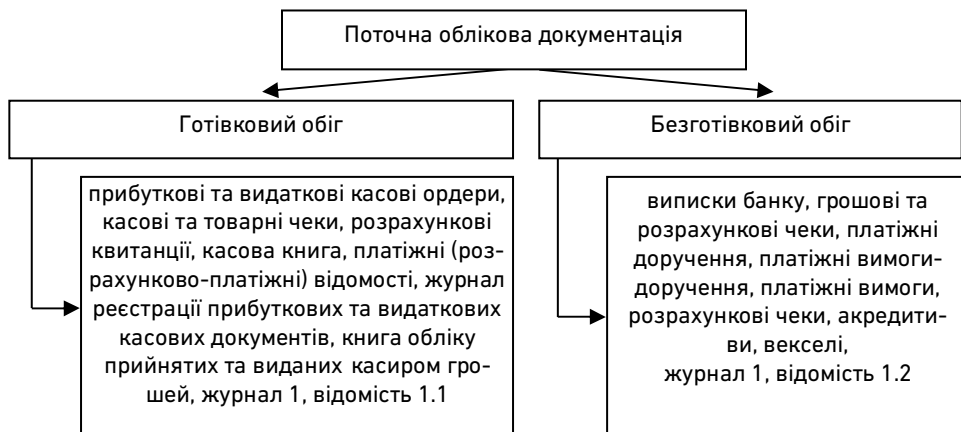 Поточна облікова документація
Готівковий обіг
Безготівковий обіг
прибуткові та видаткові касові ордери,
касові та товарні чеки, розрахункові
квитанції, касова книга, платіжні (роз-
рахунково-платіжні) відомості, журнал
реєстрації прибуткових та видаткових
касових документів, книга обліку
прийнятих та виданих касиром гро-
шей, журнал 1, відомість 1.1
виписки банку, грошові та
розрахункові чеки, платіжні
доручення, платіжні вимоги-
доручення, платіжні вимоги,
розрахункові чеки, акредити-
ви, векселі,
журнал 1, відомість 1.2